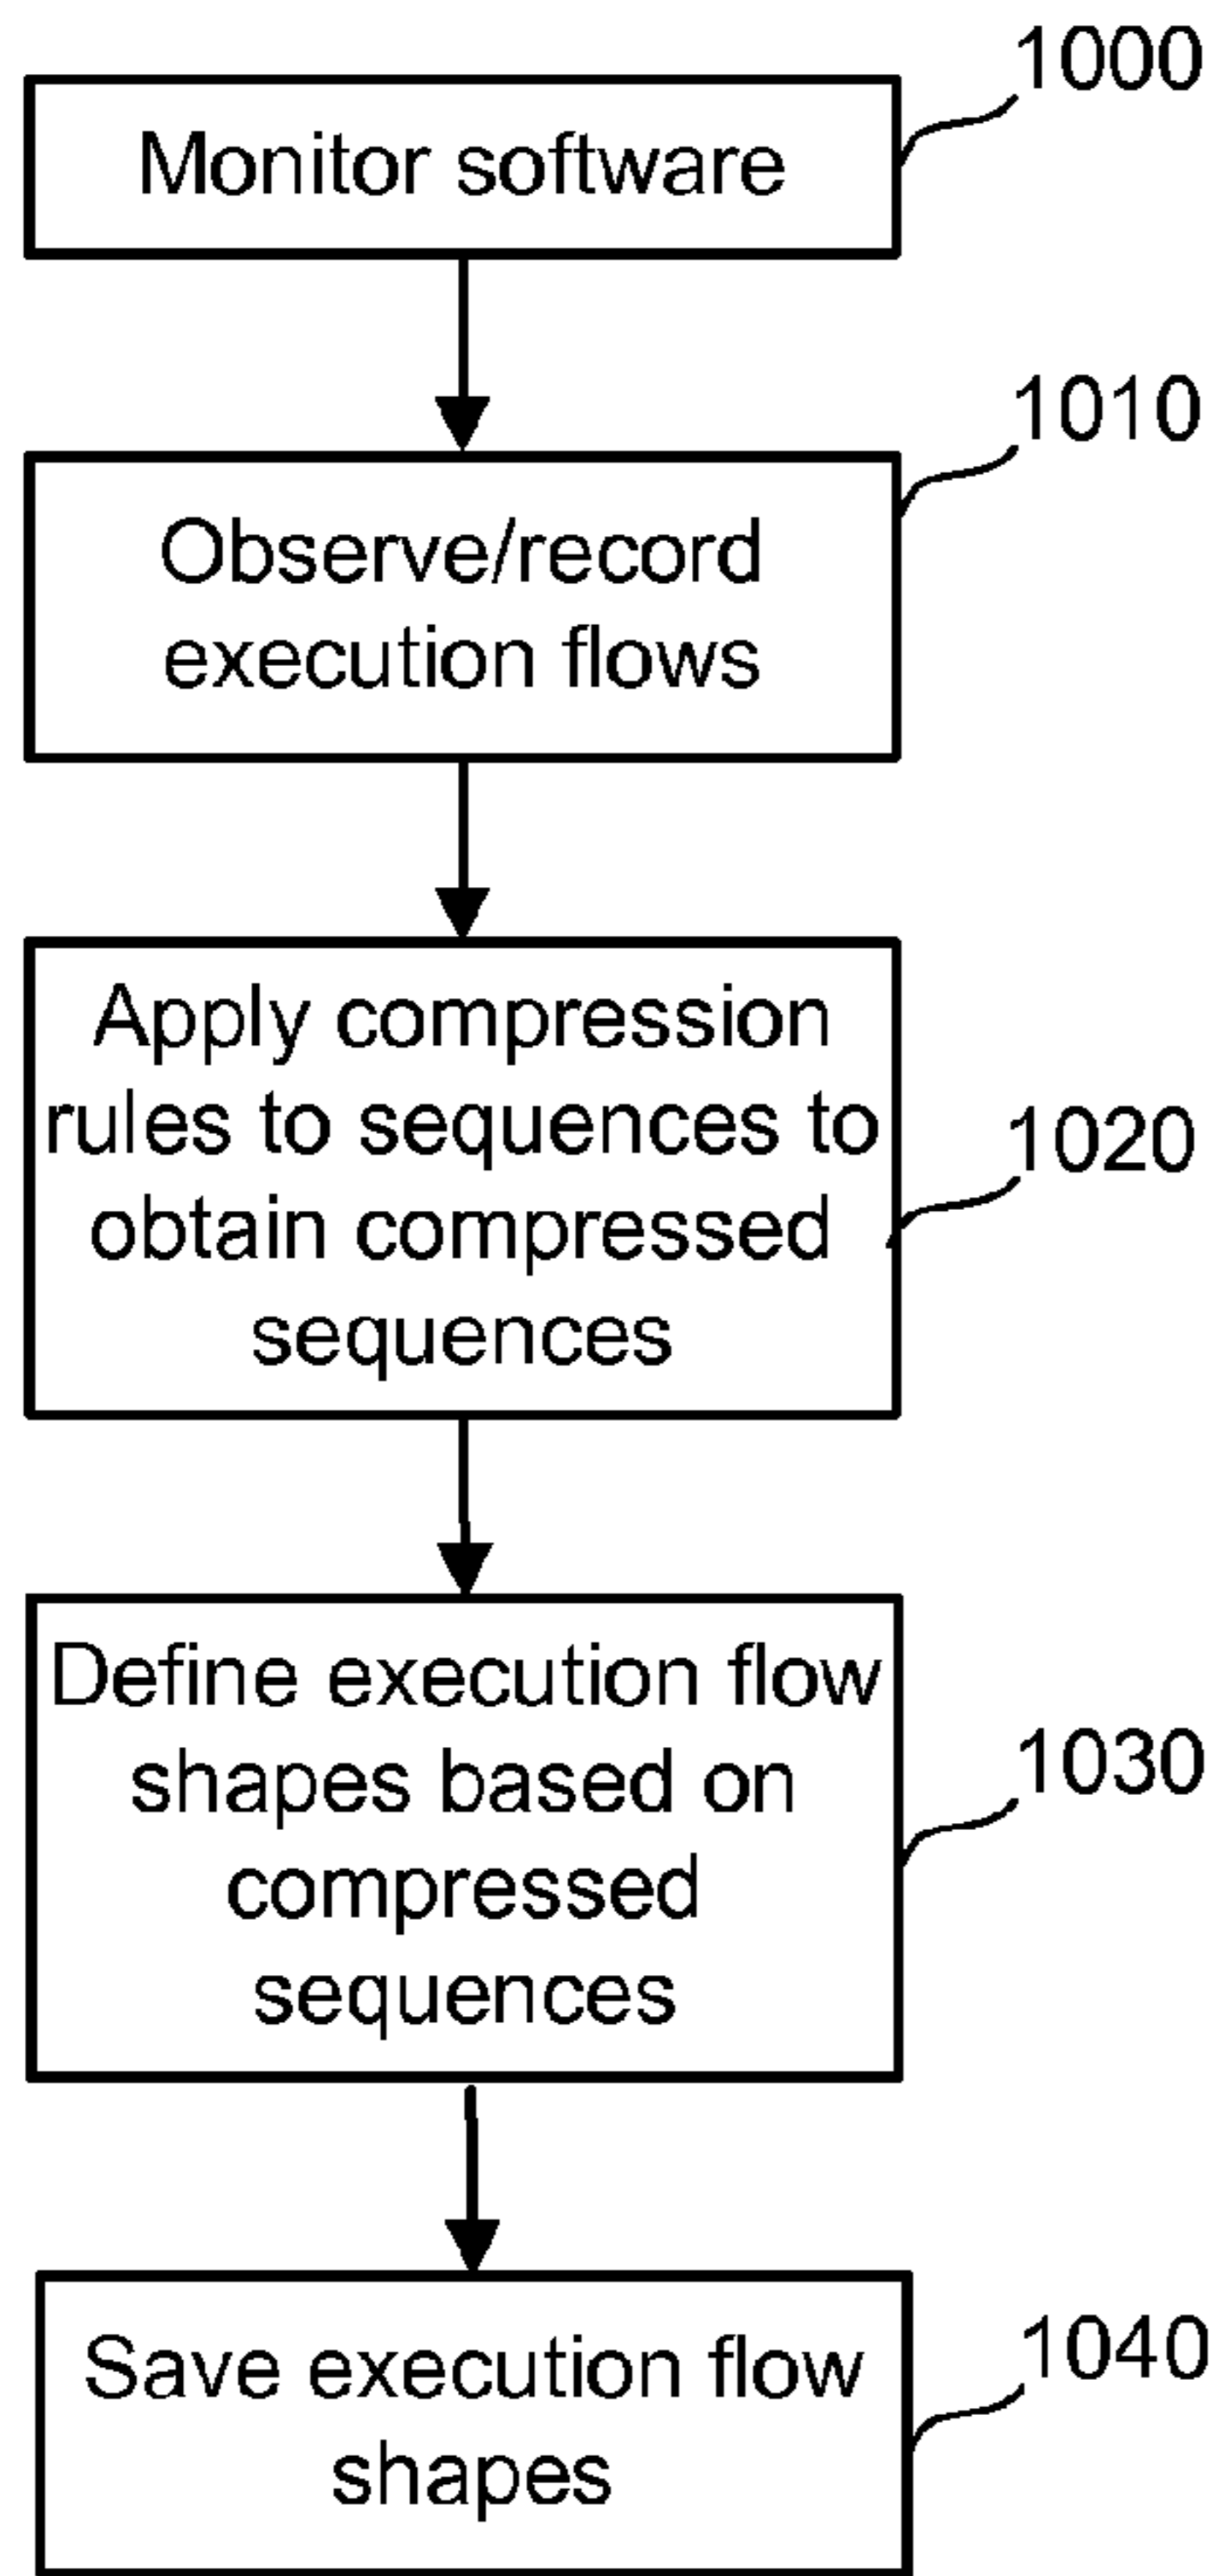 1000
Monitor software
1010
Observe/record
execution flows
Apply compression
rules to sequences to
obtain compressed
sequences
1020
Define execution flow
shapes based on
compressed
sequences
1030
Save execution flow
shapes
1040